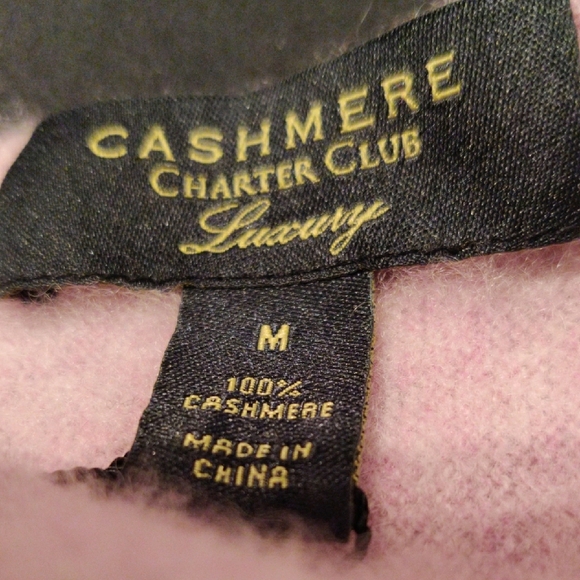 CASHMERE
CHARTER CLUB
Luxury
M
100%
CASHMERE
MADE IN
CHINA